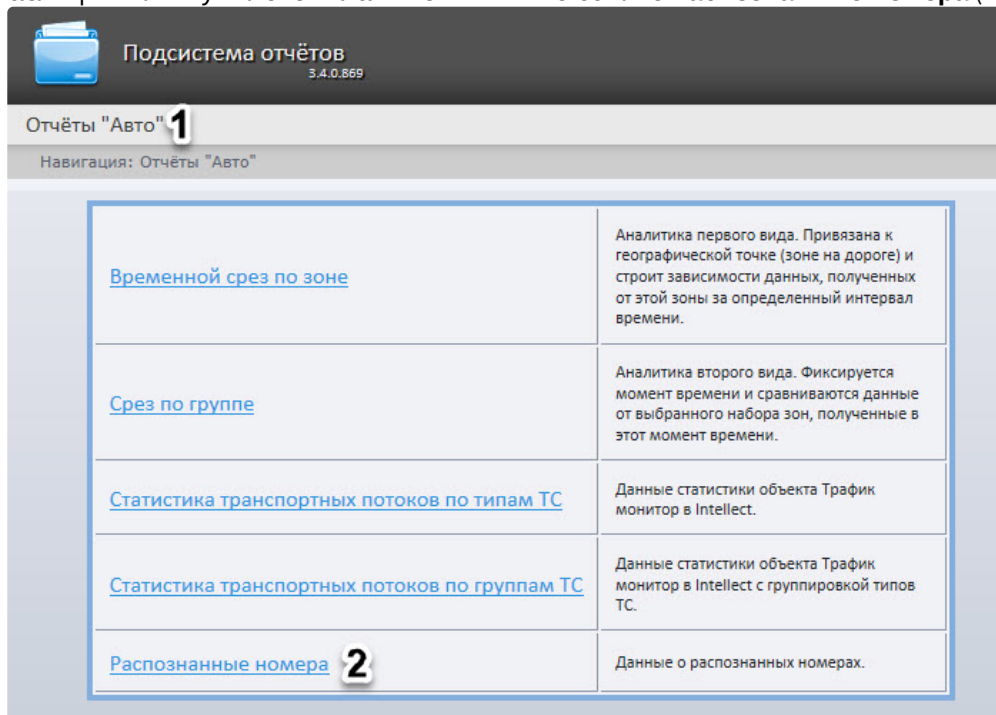 Подсистема отчётов
3.4.0.869
Отчёты "Авто" 1
Навигация: Отчёты "Авто"
Временной срез по зоне
Аналитика первого вида. Привязана к
географической точке (зоне на дороге) и
строит зависимости данных, полученных
от этой зоны за определенный интервал
времени.
Срез по группе
Аналитика второго вида. Фиксируется
момент времени и сравниваются данные
от выбранного набора зон, полученные в
этот момент времени.
Статистика транспортных потоков по типам ТС
Данные статистики объекта Трафик
монитор в Intellect.
Статистика транспортных потоков по группам ТС
Данные статистики объекта Трафик
монитор в Intellect с группировкой типов
ТС.
Распознанные номера 2
Данные о распознанных номерах.